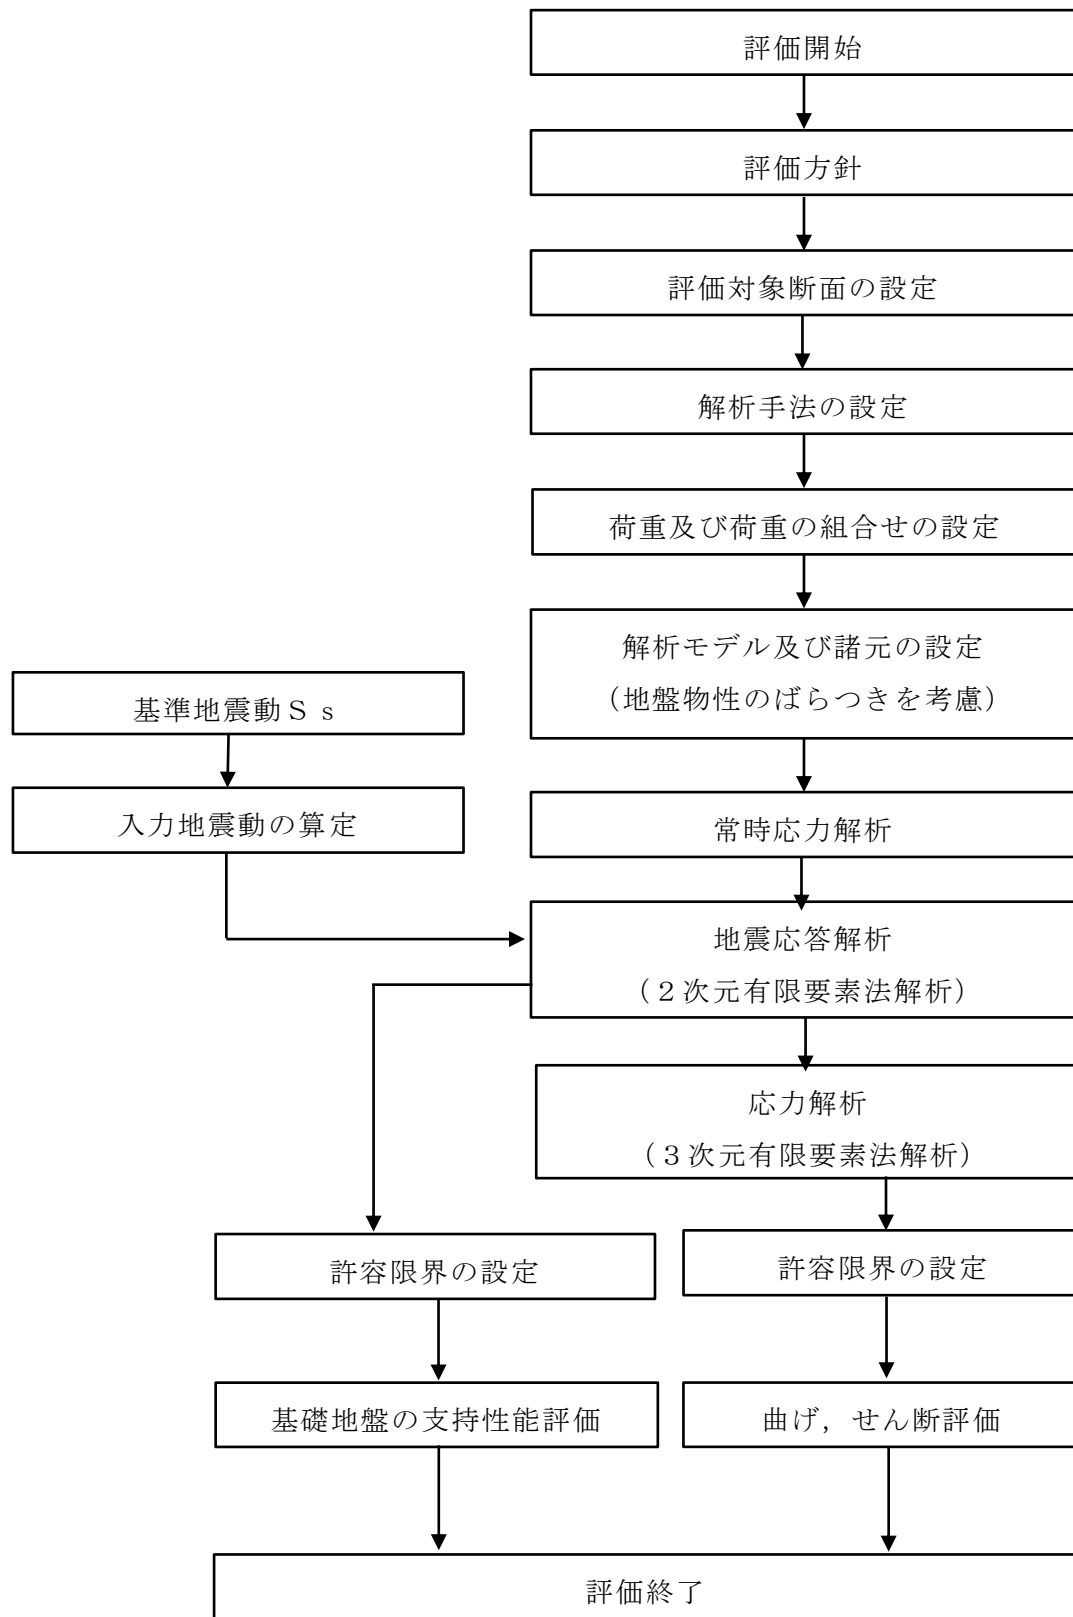 評価開始
評価方針
評価対象断面の設定
解析手法の設定
荷重及び荷重の組合せの設定
解析モデル及び諸元の設定
（地盤物性のばらつきを考慮）
基準地震動Ｓｓ
入力地震動の算定
常時応力解析
地震応答解析
（２次元有限要素法解析）
応力解析
（３次元有限要素法解析）
許容限界の設定
許容限界の設定
基礎地盤の支持性能評価
曲げ，せん断評価
評価終了